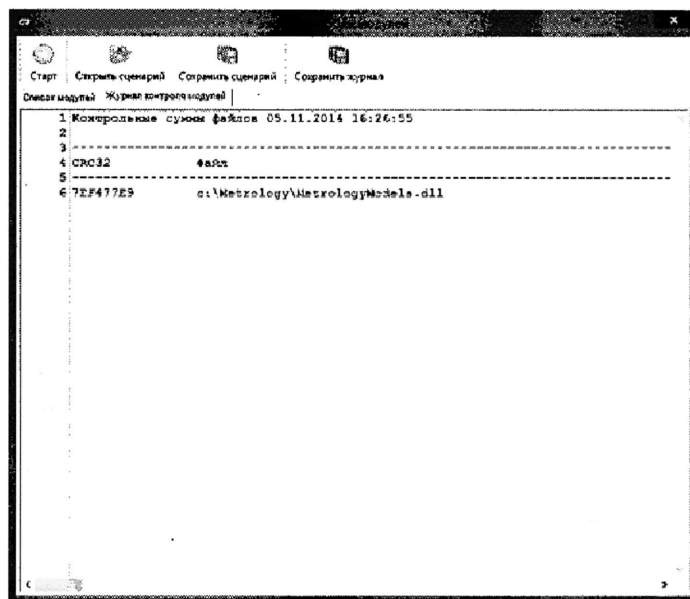 Старт Открыть сценарий Сохранить сценарий Сохранить журнал
Список модулей Журнал контроля модулей
1 Контрольные суммы файлов 05.11.2014 16:26:55
2
3 --------------------------------------------------------------------------------
4 CRC32 Файл
5 --------------------------------------------------------------------------------
6 c:\Metrology\MetrologyModels.dll